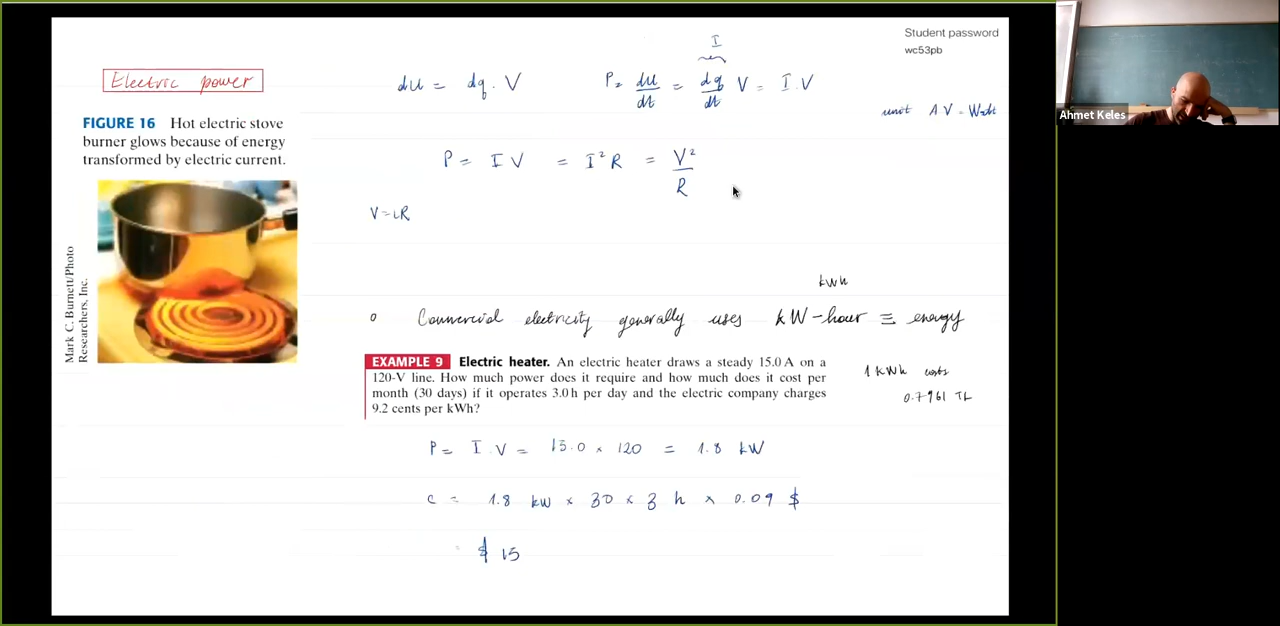 Student password
wc53pb
Electric power
du = dq . V
P = du/dt = dq/dt V = I . V
I
unit A V = Watt
FIGURE 16 Hot electric stove
burner glows because of energy
transformed by electric current.
P = I V = I² R = V²/R
V = iR
Mark C. Burnett/Photo
Researchers, Inc.
kWh
o Commercial electricity generally uses kW-hour ≡ energy
EXAMPLE 9 Electric heater. An electric heater draws a steady 15.0 A on a
120-V line. How much power does it require and how much does it cost per
month (30 days) if it operates 3.0 h per day and the electric company charges
9.2 cents per kWh?
1 kWh costs
0.7961 TL
P = I . V = 15.0 × 120 = 1.8 kW
c = 1.8 kw × 30 × 3 h × 0.09 $
$ 15
Ahmet Keles